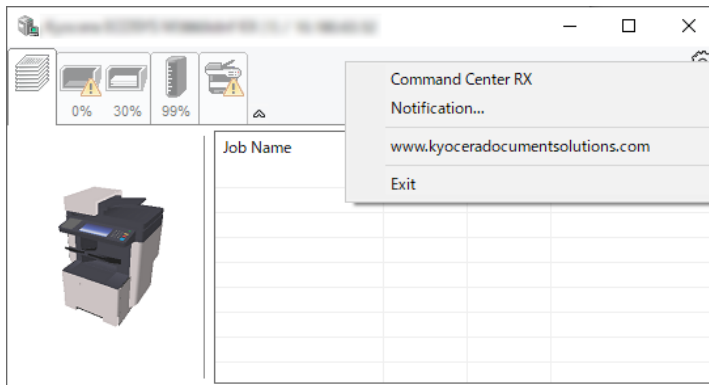 0%
30%
99%
Command Center RX
Notification...
www.kyoceradocumentsolutions.com
Exit
Job Name